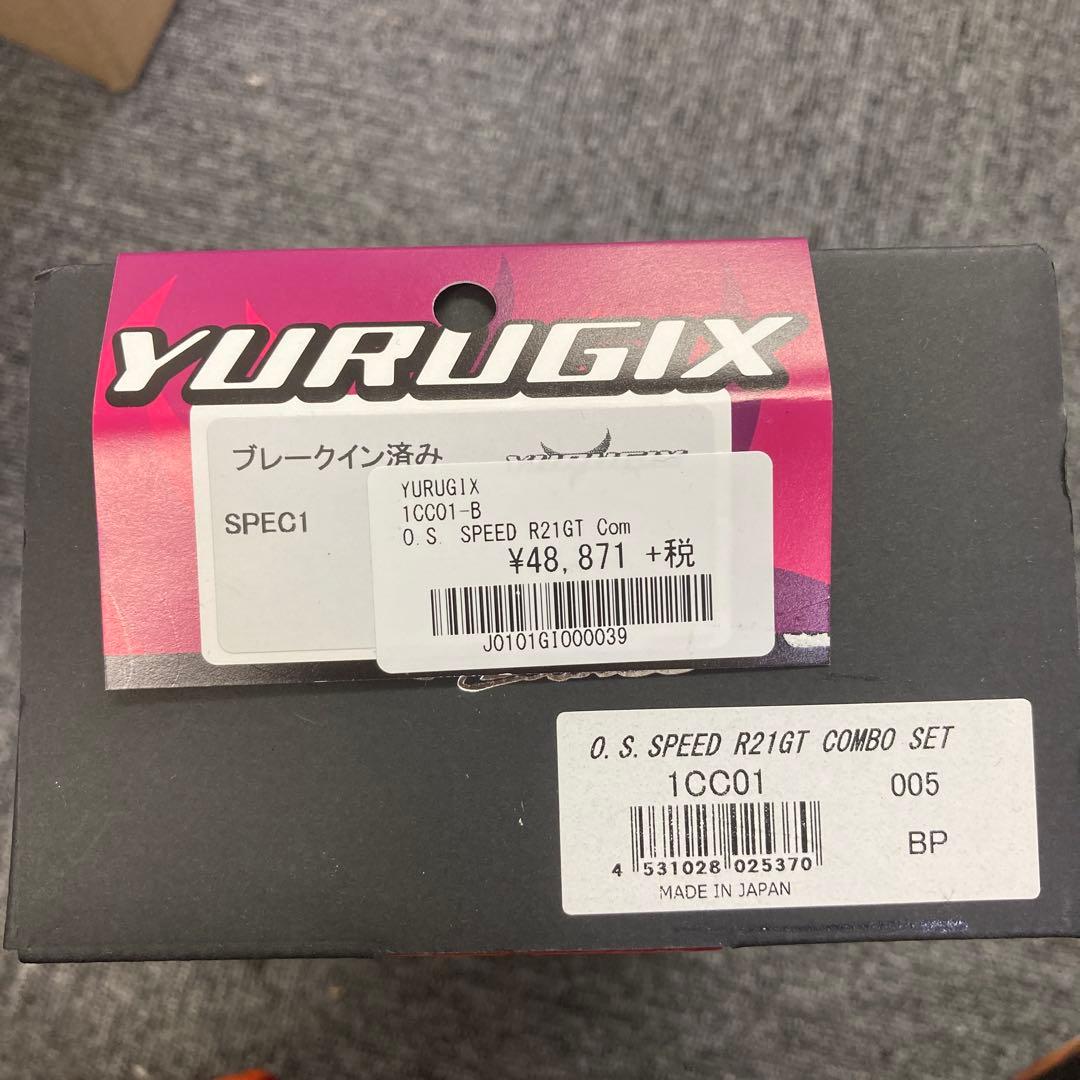 YURUGIX
ブレークイン済み
SPEC1
YURUGIX
1CC01-B
O.S. SPEED R21GT Com
¥48,871 +税
J0101GI000039
O.S.SPEED R21GT COMBO SET
1CC01 005
BP
4 531028 025370
MADE IN JAPAN